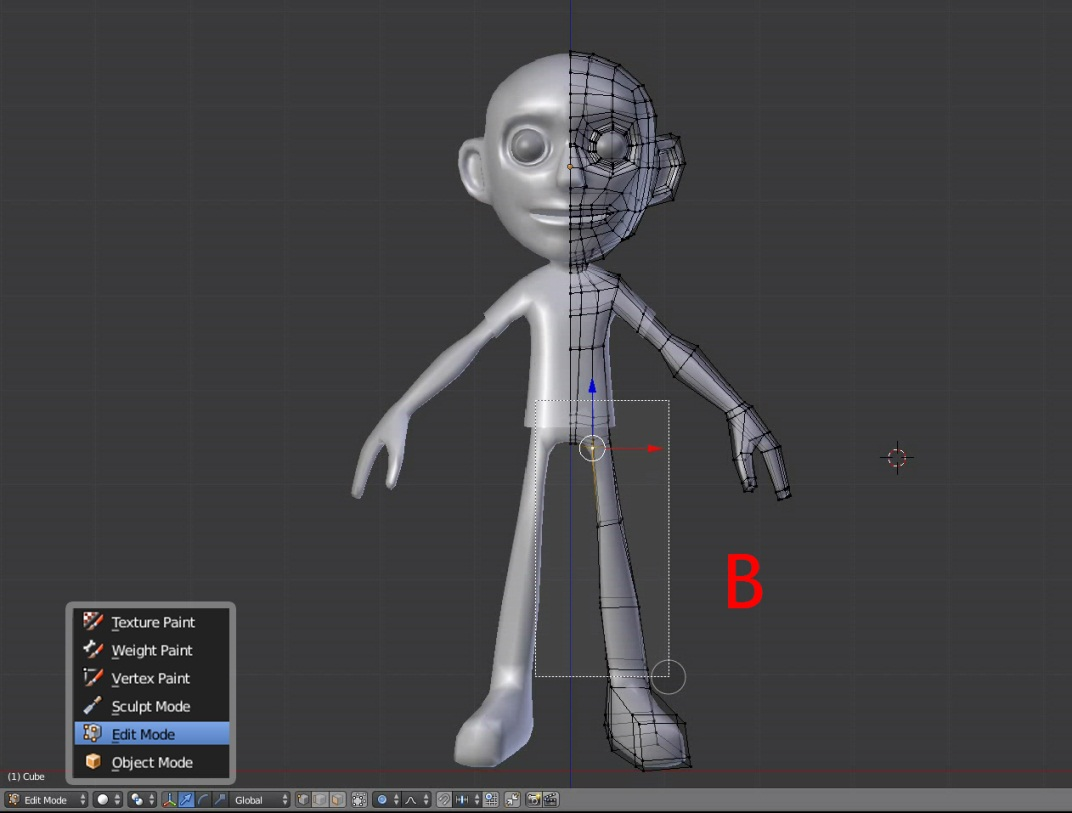 B
Texture Paint
Weight Paint
Vertex Paint
Sculpt Mode
Edit Mode
Object Mode
(1) Cube
Edit Mode
Global